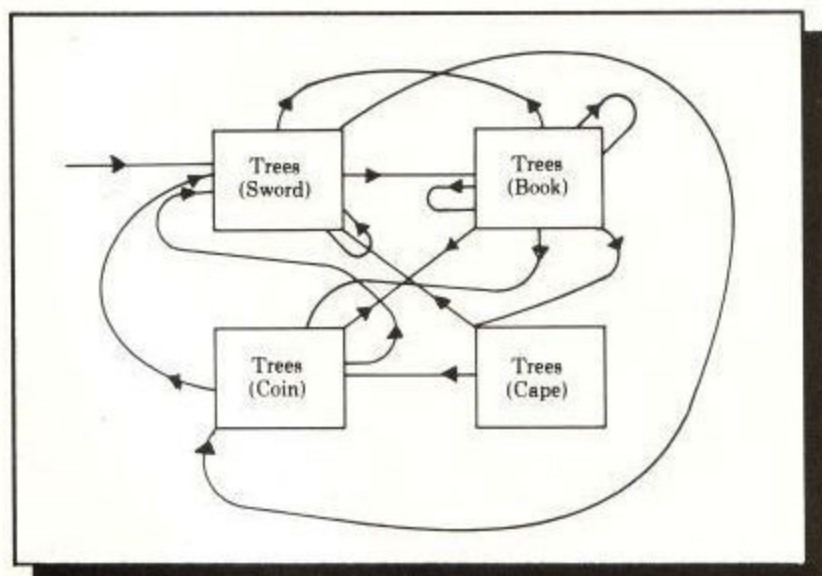 Trees
(Sword)
Trees
(Book)
Trees
(Coin)
Trees
(Cape)